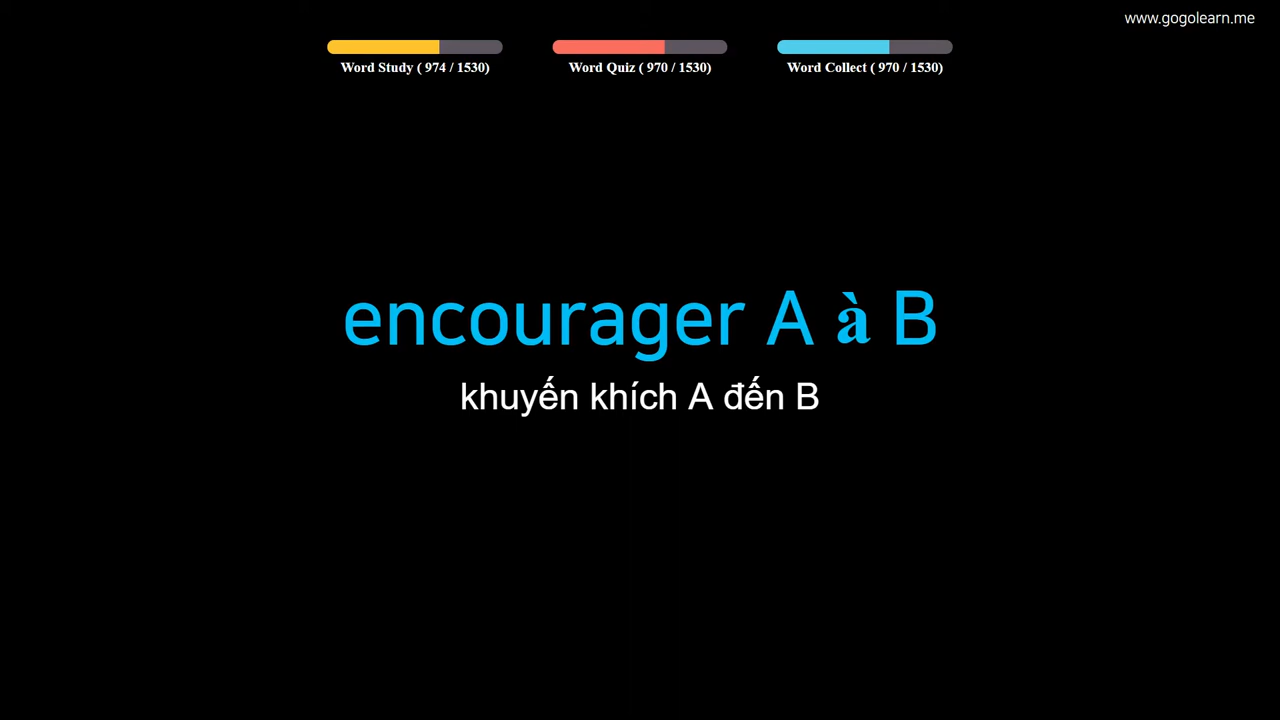 www.gogolearn.me
Word Study ( 974 / 1530)
Word Quiz ( 970 / 1530)
Word Collect ( 970 / 1530)
encourager A à B
khuyến khích A đến B